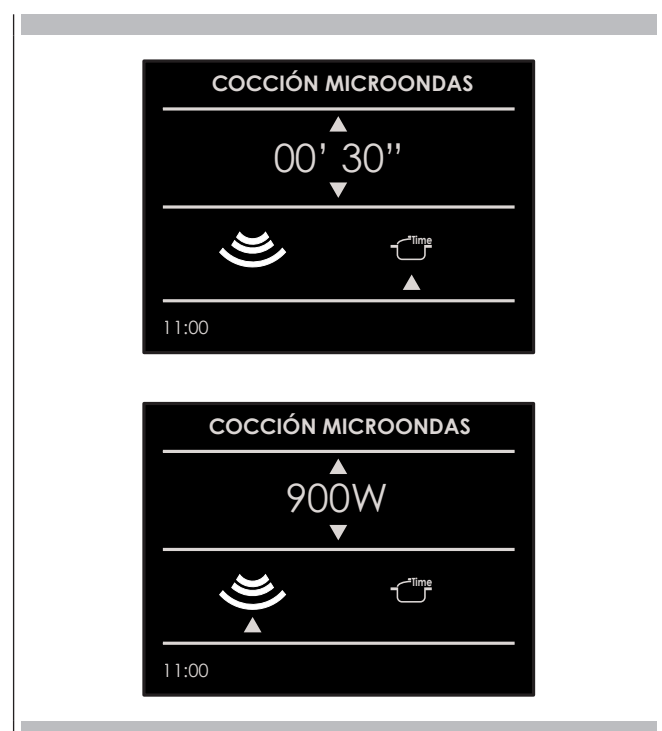 COCCIÓN MICROONDAS
00’ 30’’
Time
11:00
COCCIÓN MICROONDAS
900W
Time
11:00